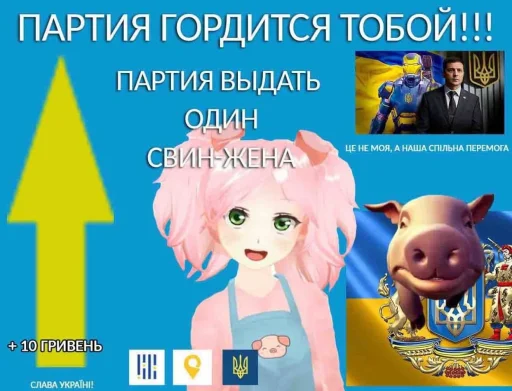 ПАРТИЯ ГОРДИТСЯ ТОБОЙ!!!
ПАРТИЯ ВЫДАТЬ
ОДИН
СВИН-ЖЕНА
ЦЕ НЕ МОЯ, А НАША СПІЛЬНА ПЕРЕМОГА
+ 10 ГРИВЕНЬ
СЛАВА УКРАЇНІ!